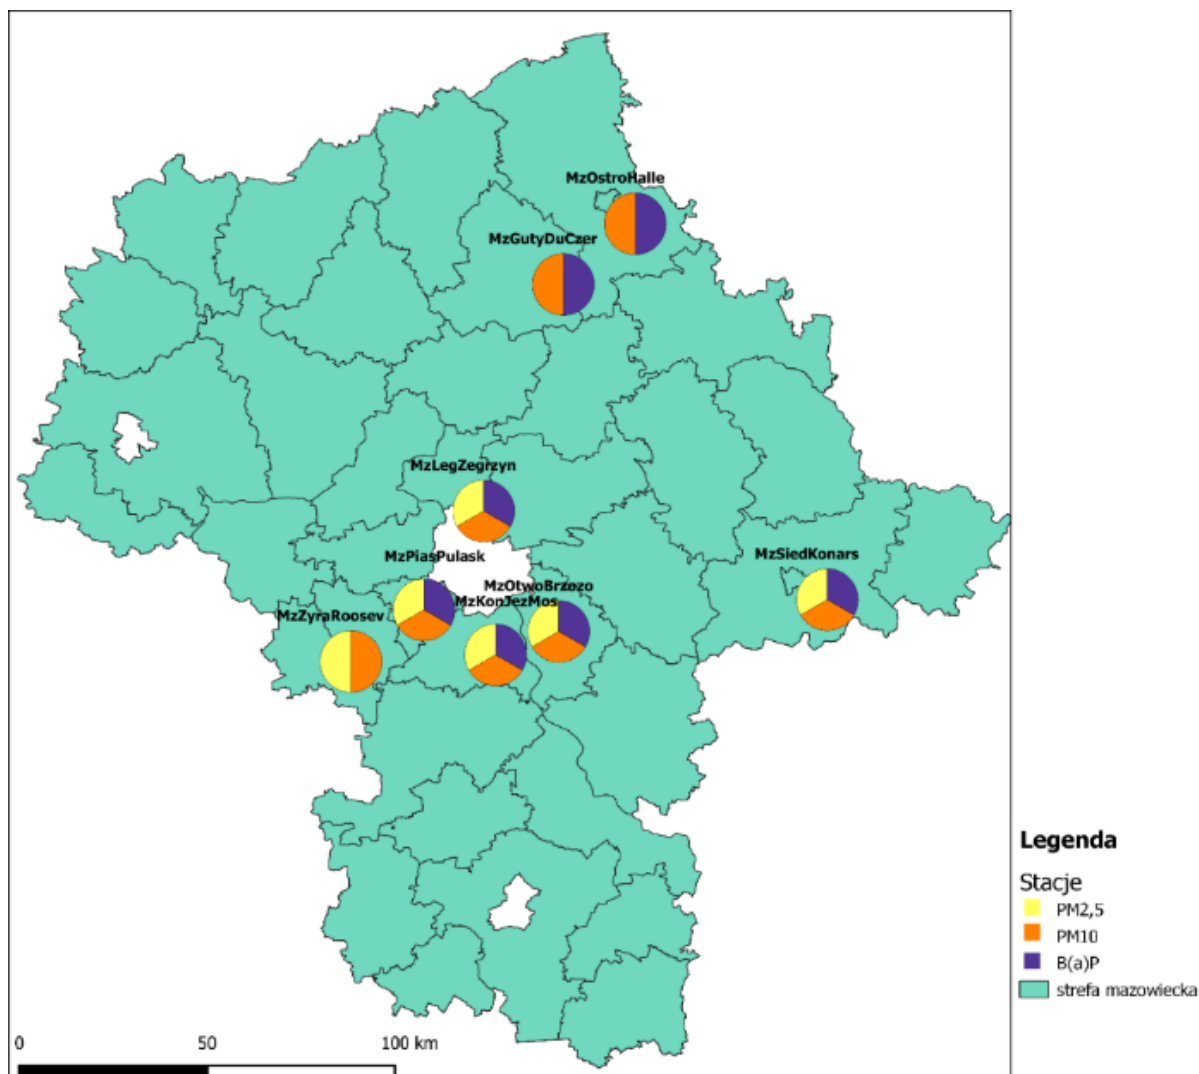 MzOstroHalle
MzGutyDuCzer
MzLegZegrzyn
MzPiasPulask
MzSiedKonars
MzOtwoBrzozo
MzKonJezMos
MzZyraRoosev
Legenda
Stacje
PM2,5
PM10
B(a)P
strefa mazowiecka
0 50 100 km